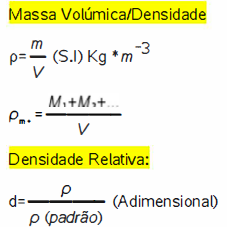 Massa Volúmica/Densidade
ρ= m/V (S.I) Kg * m⁻³
ρₘ. = M₁+M₂+.../V
Densidade Relativa:
d= ρ/ρ (padrão) (Adimensional)